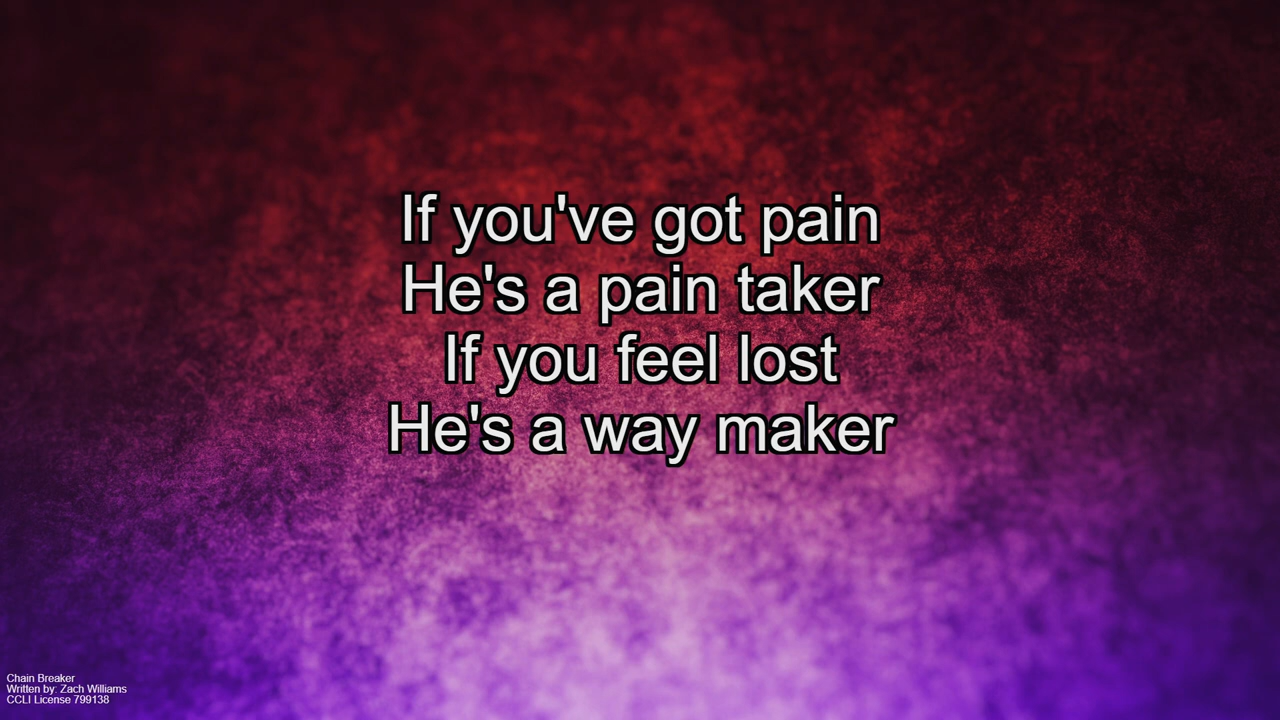 If you've got pain
He's a pain taker
If you feel lost
He's a way maker
Chain Breaker
Written by: Zach Williams
CCLI License 799138